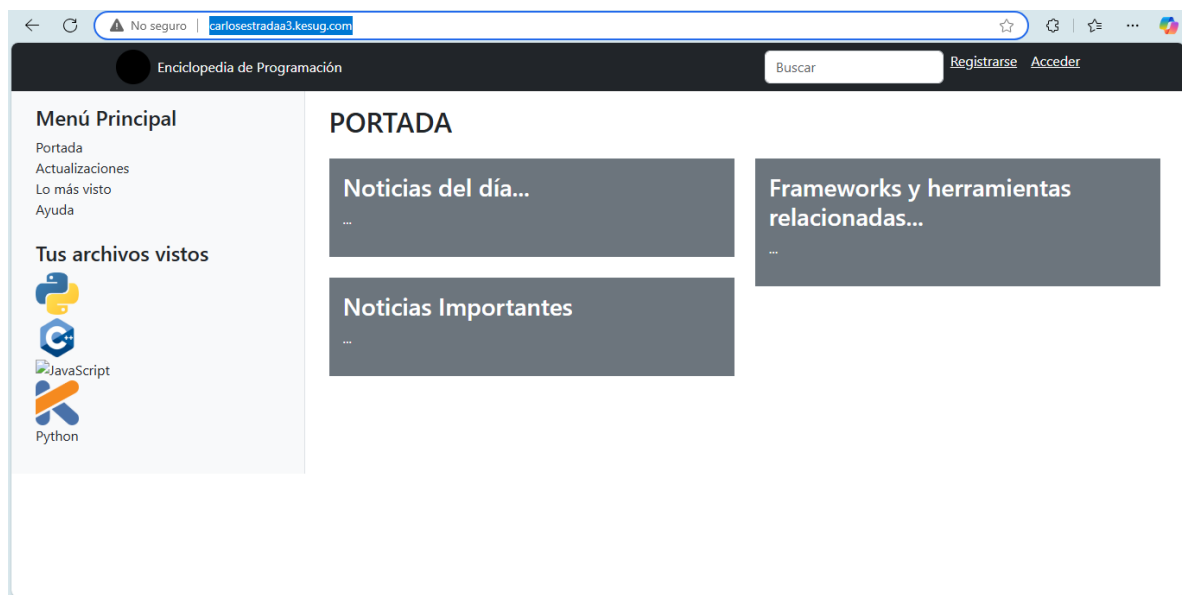 No seguro
carlosestradaa3.kesug.com
Enciclopedia de Programación
Buscar
Registrarse
Acceder
Menú Principal
Portada
Actualizaciones
Lo más visto
Ayuda
Tus archivos vistos
C++
JavaScript
Python
PORTADA
Noticias del día...
...
Noticias Importantes
...
Frameworks y herramientas
relacionadas...
...